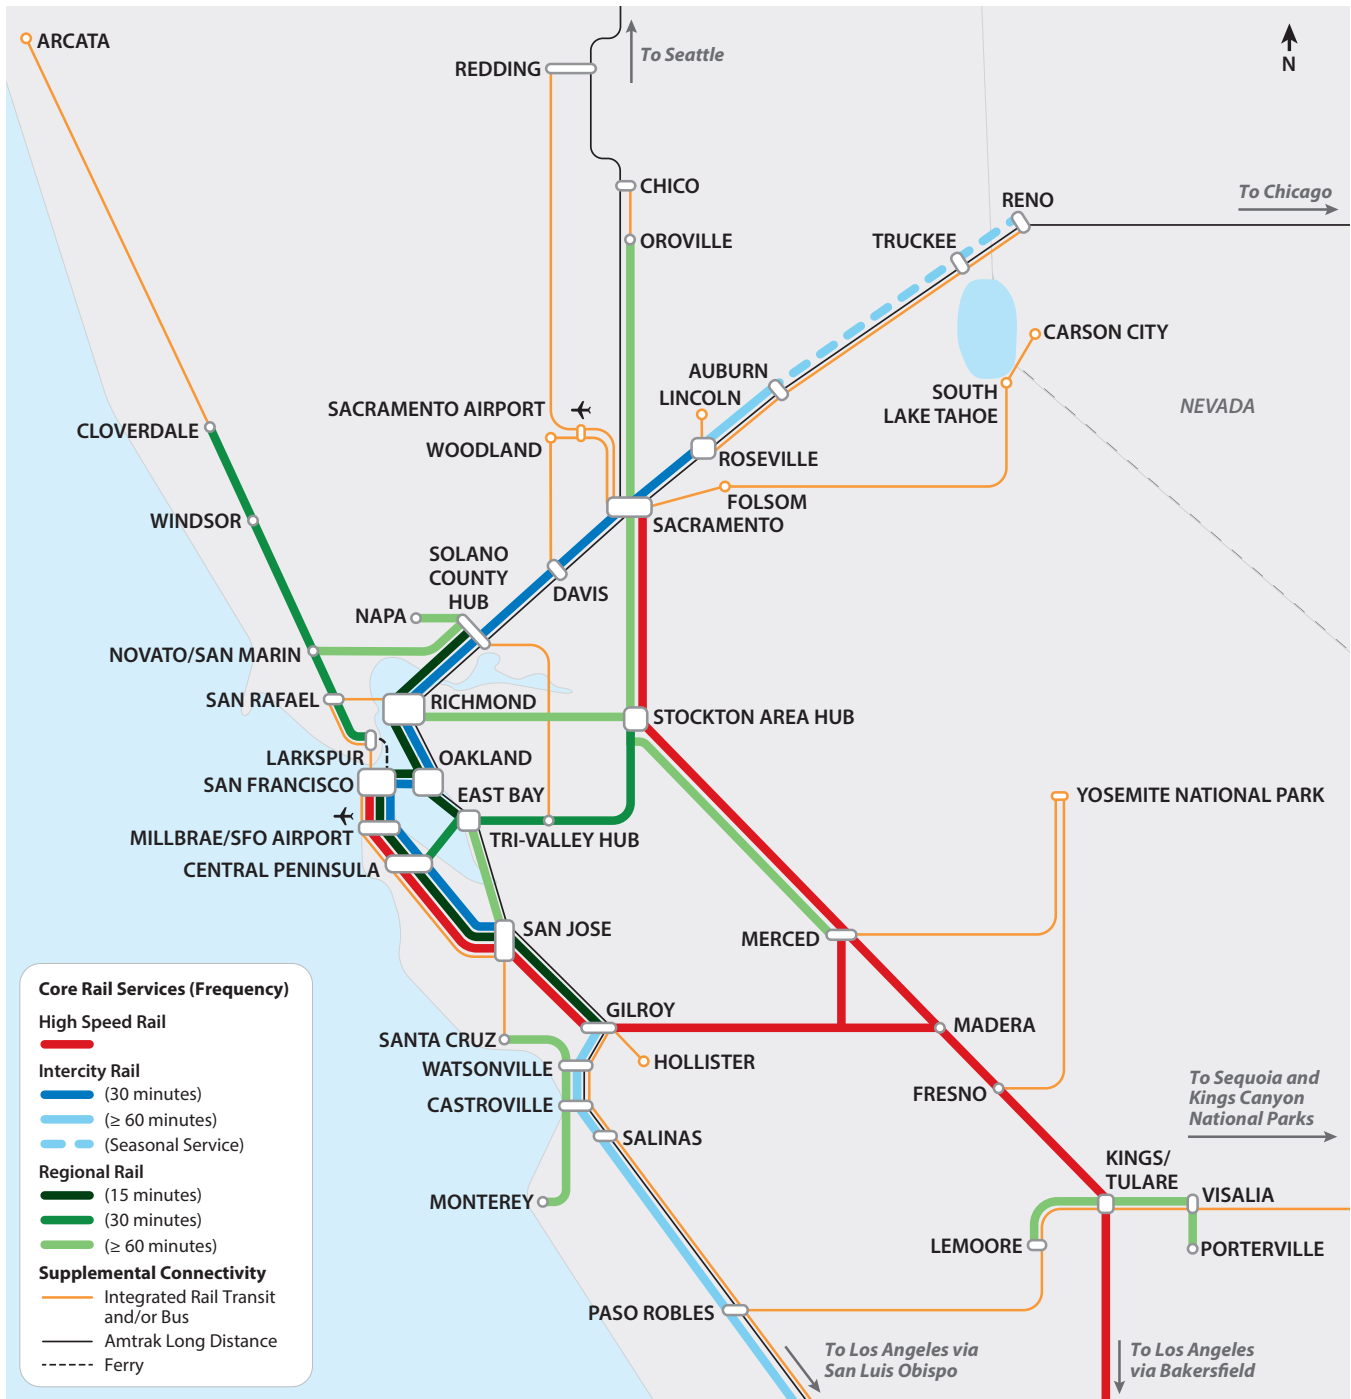 ARCATA
REDDING
To Seattle
N
CHICO
RENO
To Chicago
OROVILLE
TRUCKEE
CARSON CITY
AUBURN
LINCOLN
SOUTH
LAKE TAHOE
NEVADA
SACRAMENTO AIRPORT
CLOVERDALE
WOODLAND
ROSEVILLE
FOLSOM
WINDSOR
SACRAMENTO
SOLANO
COUNTY
HUB
DAVIS
NAPA
NOVATO/SAN MARIN
SAN RAFAEL
RICHMOND
STOCKTON AREA HUB
LARKSPUR
OAKLAND
SAN FRANCISCO
EAST BAY
YOSEMITE NATIONAL PARK
MILLBRAE/SFO AIRPORT
TRI-VALLEY HUB
CENTRAL PENINSULA
SAN JOSE
MERCED
GILROY
MADERA
SANTA CRUZ
HOLLISTER
WATSONVILLE
FRESNO
CASTROVILLE
To Sequoia and
Kings Canyon
National Parks
SALINAS
KINGS/
TULARE
VISALIA
MONTEREY
LEMOORE
PORTERVILLE
PASO ROBLES
To Los Angeles via
San Luis Obispo
To Los Angeles
via Bakersfield
Core Rail Services (Frequency)
High Speed Rail
Intercity Rail
(30 minutes)
(≥ 60 minutes)
(Seasonal Service)
Regional Rail
(15 minutes)
(30 minutes)
(≥ 60 minutes)
Supplemental Connectivity
Integrated Rail Transit
and/or Bus
Amtrak Long Distance
Ferry